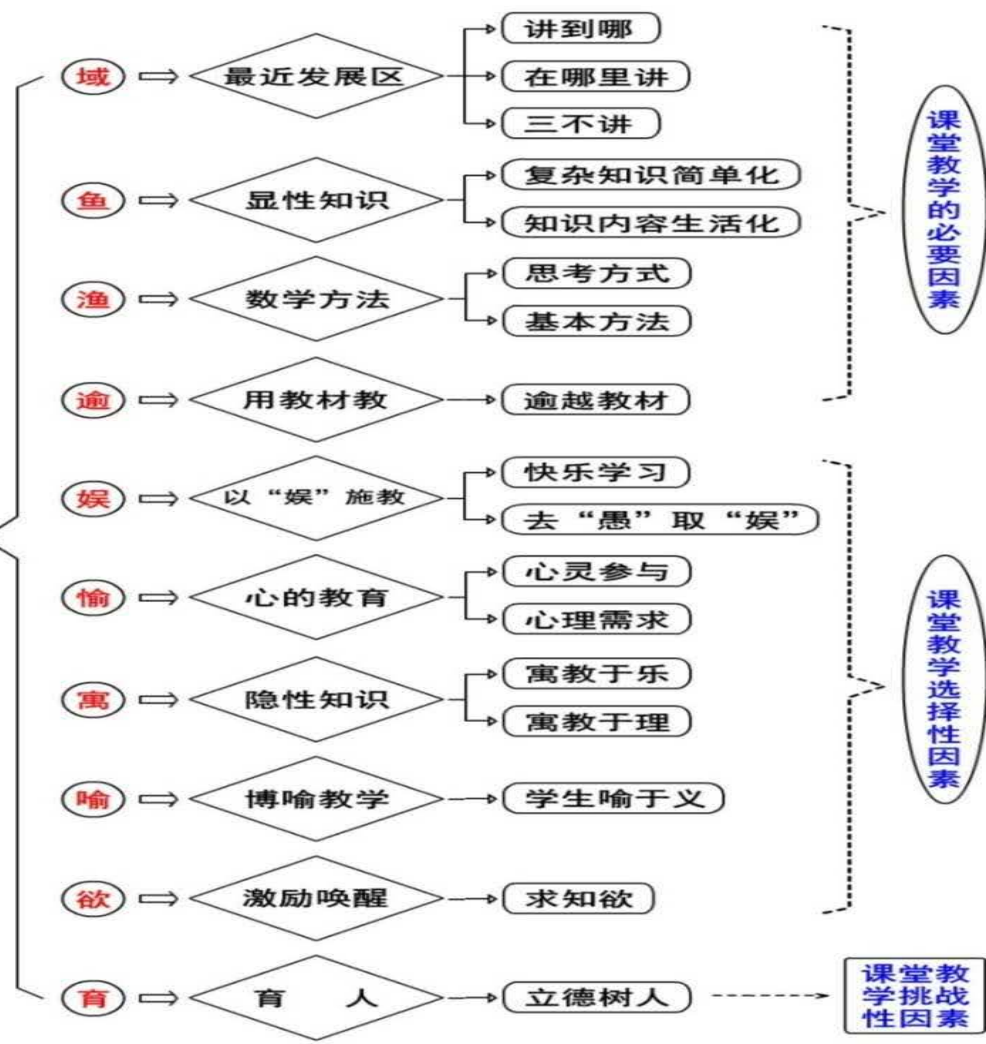 域
最近发展区
讲到哪
在哪里讲
三不讲
鱼
显性知识
复杂知识简单化
知识内容生活化
渔
数学方法
思考方式
基本方法
逾
用教材教
逾越教材
课堂教学的必要因素
娱
以“娱”施教
快乐学习
去“愚”取“娱”
愉
心的教育
心灵参与
心理需求
寓
隐性知识
寓教于乐
寓教于理
喻
博喻教学
学生喻于义
欲
激励唤醒
求知欲
课堂教学选择性因素
育
育 人
立德树人
课堂教
学挑战
性因素